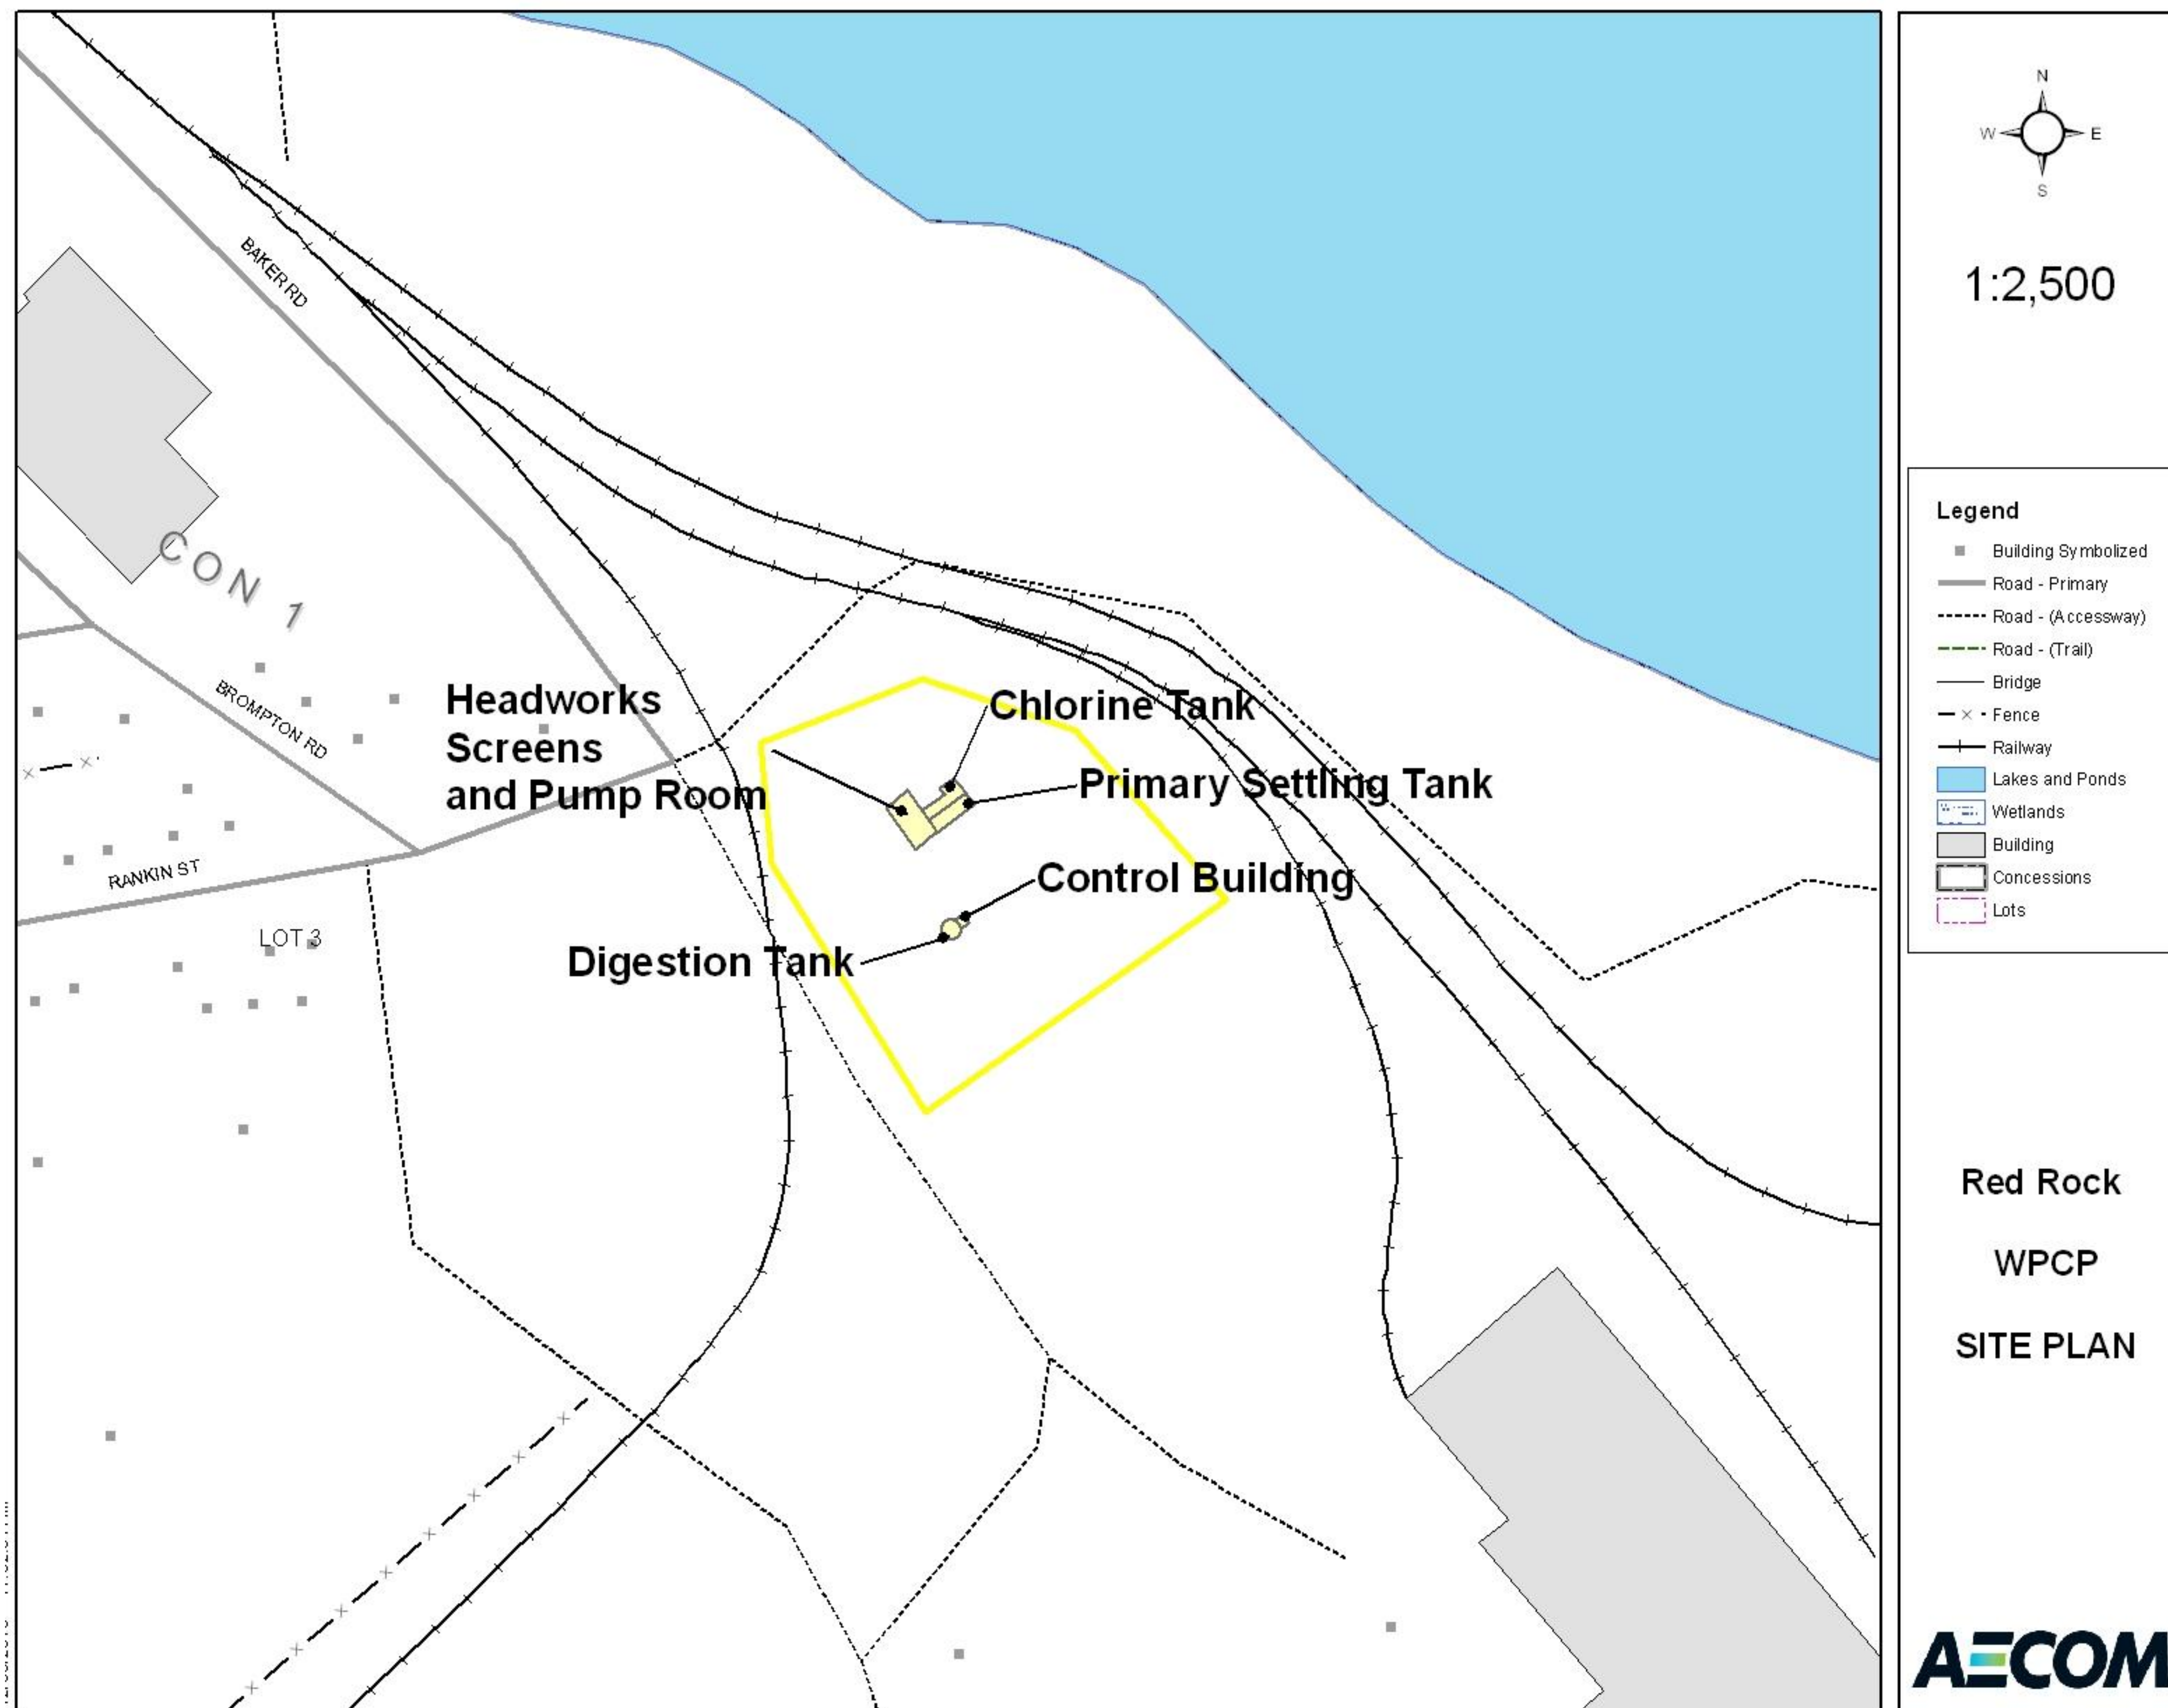 BAKER RD
CON 1
BROMPTON RD
RANKIN ST
LOT 3
Headworks
Screens
and Pump Room
Chlorine Tank
Primary Settling Tank
Control Building
Digestion Tank
N
W E
S
1:2,500
Legend
Building Symbolized
Road - Primary
Road - (Accessway)
Road - (Trail)
Bridge
Fence
Railway
Lakes and Ponds
Wetlands
Building
Concessions
Lots
Red Rock
WPCP
SITE PLAN
AECOM